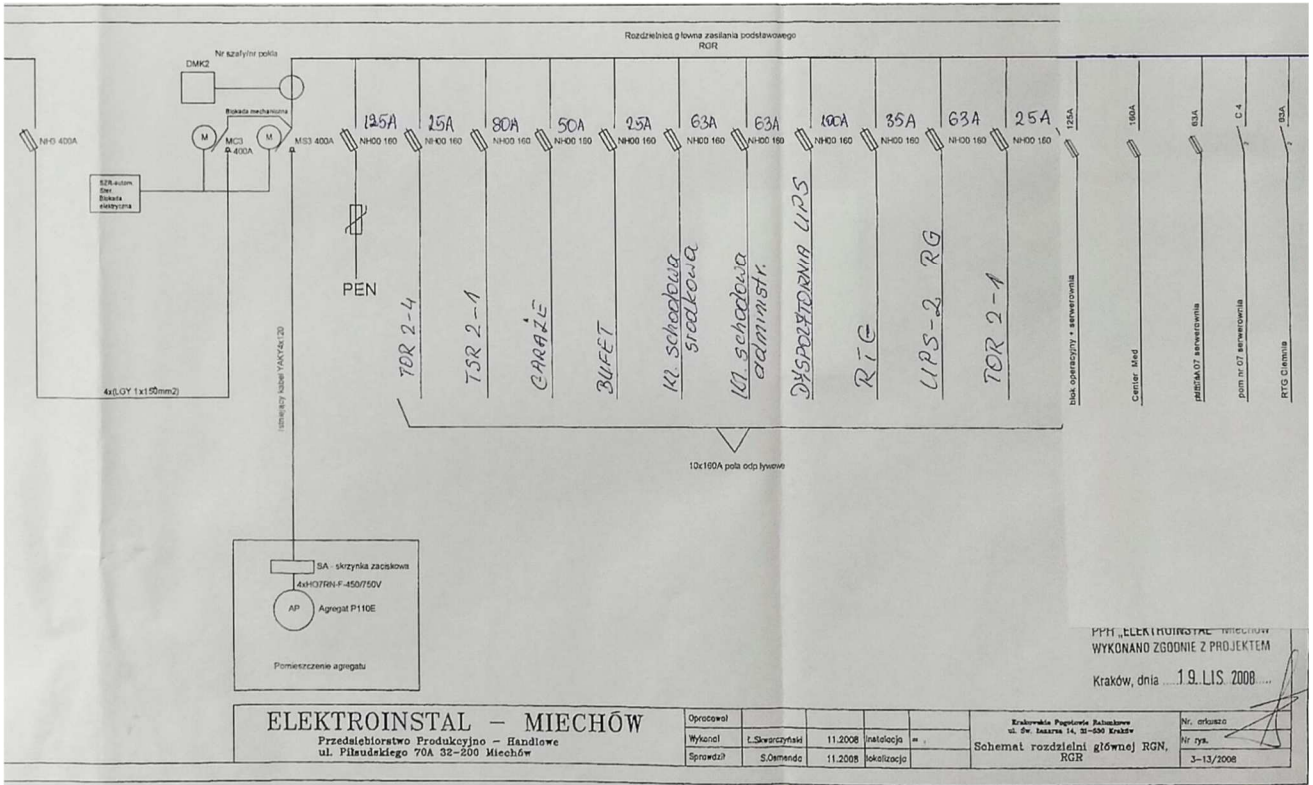 Rozdzielnica główna zasilania podstawowego
RGR
Nr szafy/nr pokla
DMK2
Blokada mechaniczna
M
M
MC3
400A
MS3 400A
SZR-autom.
Ster.
Blokada
elektryczna
125A
25A
80A
50A
25A
63A
63A
100A
35A
63A
25A
NH00 160
NH00 160
NH00 160
NH00 160
NH00 160
NH00 160
NH00 160
NH00 160
NH00 160
NH00 160
NH00 160
125A
160A
63A
C 4
63A
PEN
TOR 2-4
TSR 2-1
GARAŻE
BUFET
Kl. schodowa
środkowa
Kl. schodowa
administr.
DYSPOZYTORNIA UPS
RTG
UPS-2 RG
TOR 2-1
blok operacyjny + serwerownia
Center Med
07 serwerownia
pom nr 07 serwerownia
RTG Ciemnia
4x(LGY 1x150mm2)
Istniejący kabel YAKY4x120
10x160A pola odpływowe
SA - skrzynka zaciskowa
4xHO7RN-F-450/750V
AP
Agregat P110E
Pomieszczenie agregatu
PPH „ELEKTROINSTAL" Miechów
WYKONANO ZGODNIE Z PROJEKTEM
Kraków, dnia 19. LIS. 2008
ELEKTROINSTAL – MIECHÓW
Przedsiębiorstwo Produkcyjno – Handlowe
ul. Piłsudskiego 70A 32-200 Miechów
Opracował
Wykonał Ł.Skwarczyński 11.2008 Instalacja =
Sprawdził S.Osmenda 11.2008 lokalizacja
Krakowskie Pogotowie Ratunkowe
ul. Św. Łazarza 14, 31-530 Kraków
Schemat rozdzielni głównej RGN,
RGR
Nr. arkusza
Nr rys.
3-13/2008